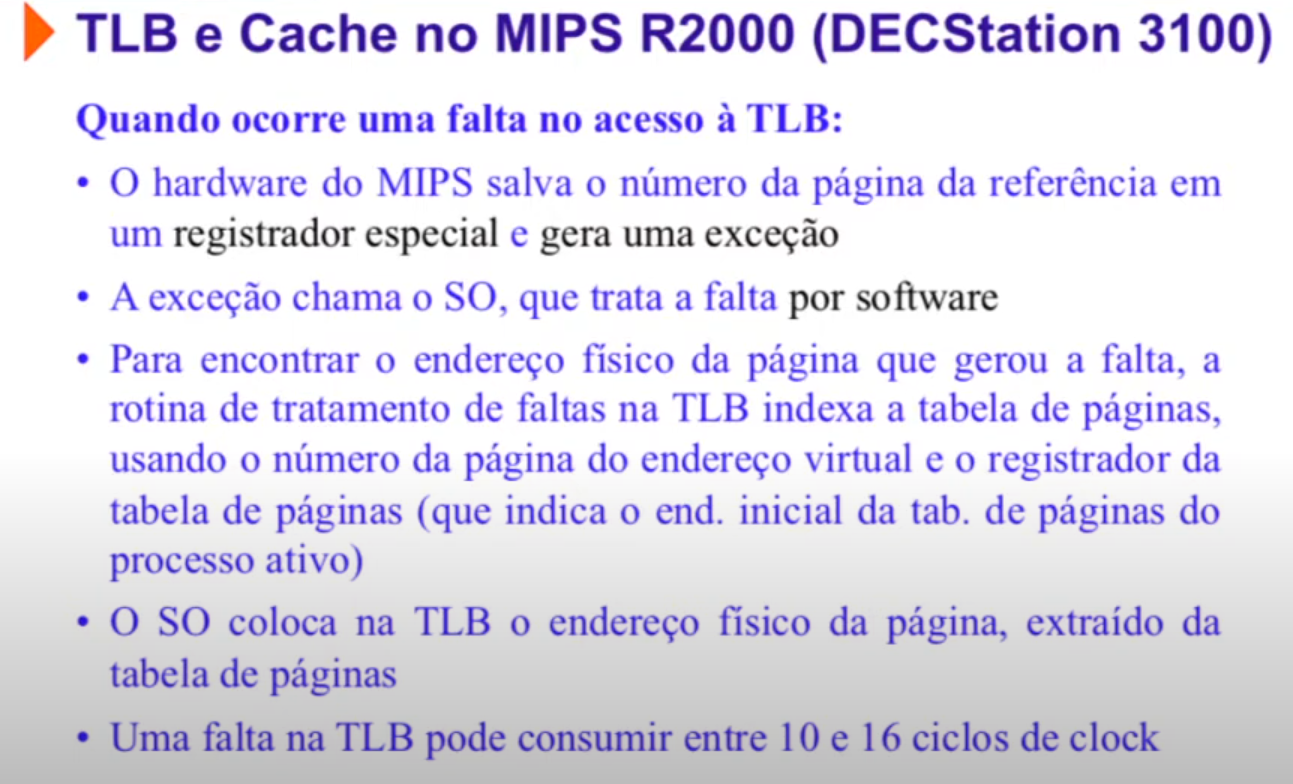 TLB e Cache no MIPS R2000 (DECStation 3100)
Quando ocorre uma falta no acesso à TLB:
• O hardware do MIPS salva o número da página da referência em
um registrador especial e gera uma exceção
• A exceção chama o SO, que trata a falta por software
• Para encontrar o endereço físico da página que gerou a falta, a
rotina de tratamento de faltas na TLB indexa a tabela de páginas,
usando o número da página do endereço virtual e o registrador da
tabela de páginas (que indica o end. inicial da tab. de páginas do
processo ativo)
• O SO coloca na TLB o endereço físico da página, extraído da
tabela de páginas
• Uma falta na TLB pode consumir entre 10 e 16 ciclos de clock